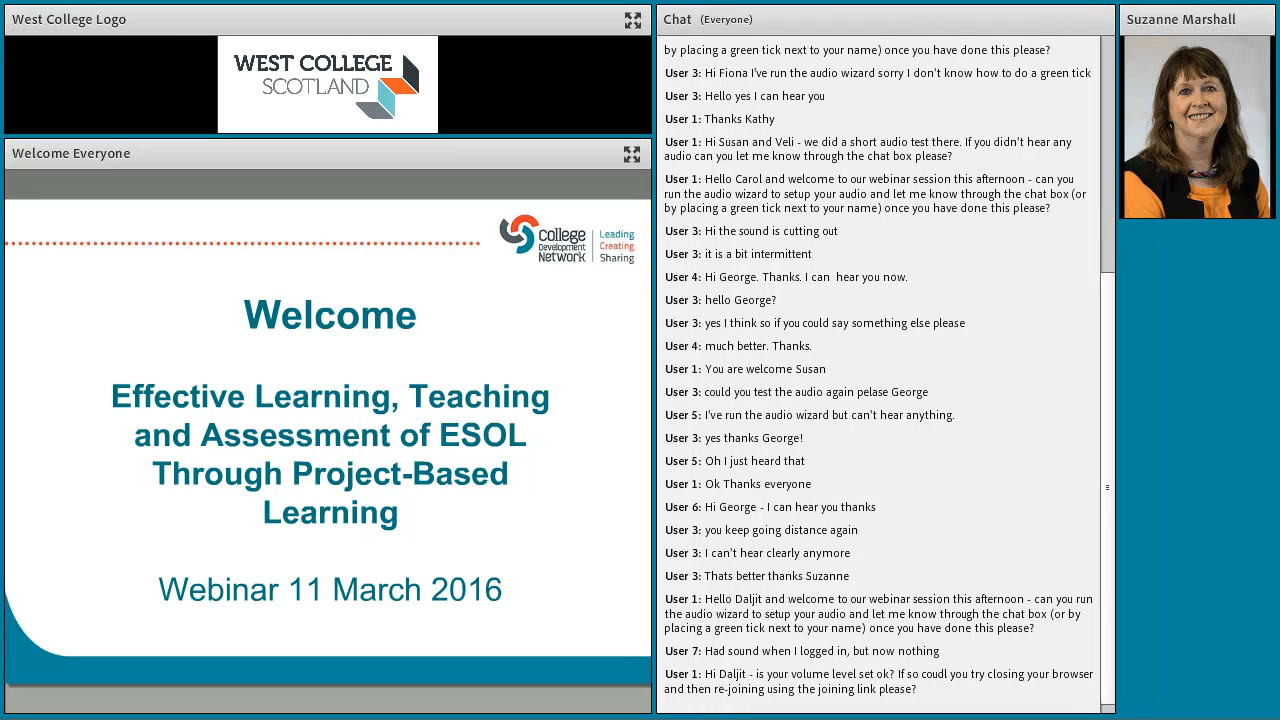 West College Logo
WEST COLLEGE
SCOTLAND
Welcome Everyone
College
Development
Network
Leading
Creating
Sharing
Welcome
Effective Learning, Teaching
and Assessment of ESOL
Through Project-Based
Learning
Webinar 11 March 2016
Chat (Everyone)
by placing a green tick next to your name) once you have done this please?
User 3: Hi Fiona I've run the audio wizard sorry I don't know how to do a green tick
User 3: Hello yes I can hear you
User 1: Thanks Kathy
User 1: Hi Susan and Veli - we did a short audio test there. If you didn't hear any
audio can you let me know through the chat box please?
User 1: Hello Carol and welcome to our webinar session this afternoon - can you
run the audio wizard to setup your audio and let me know through the chat box (or
by placing a green tick next to your name) once you have done this please?
User 3: Hi the sound is cutting out
User 3: it is a bit intermittent
User 4: Hi George. Thanks. I can  hear you now.
User 3: hello George?
User 3: yes I think so if you could say something else please
User 4: much better. Thanks.
User 1: You are welcome Susan
User 3: could you test the audio again pelase George
User 5: I've run the audio wizard but can't hear anything.
User 3: yes thanks George!
User 5: Oh I just heard that
User 1: Ok Thanks everyone
User 6: Hi George - I can hear you thanks
User 3: you keep going distance again
User 3: I can't hear clearly anymore
User 3: Thats better thanks Suzanne
User 1: Hello Daljit and welcome to our webinar session this afternoon - can you run
the audio wizard to setup your audio and let me know through the chat box (or by
placing a green tick next to your name) once you have done this please?
User 7: Had sound when I logged in, but now nothing
User 1: Hi Daljit - is your volume level set ok? If so coudl you try closing your browser
and then re-joining using the joining link please?
Suzanne Marshall